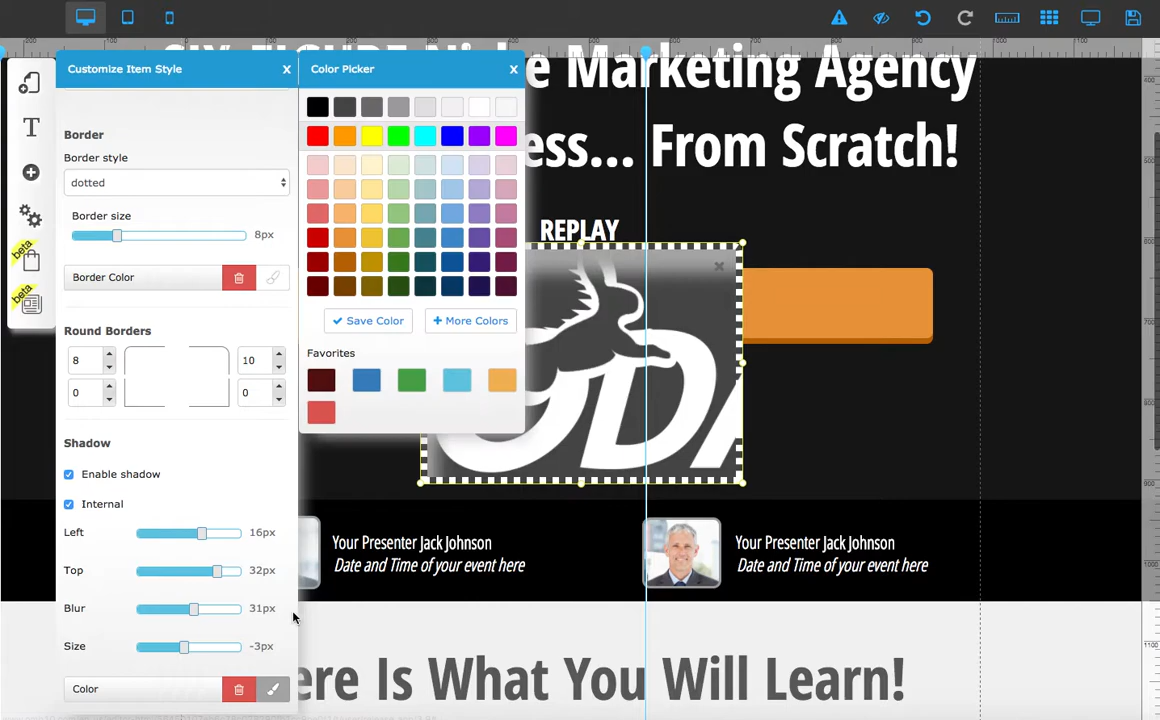 Customize Item Style
x
Color Picker
x
e Marketing Agency
ess... From Scratch!
REPLAY
Border
Border style
dotted
Border size
8px
Border Color
Round Borders
8
10
0
0
Shadow
Enable shadow
Internal
Left
16px
Top
32px
Blur
31px
Size
-3px
Color
Save Color
More Colors
Favorites
T
beta
beta
Your Presenter Jack Johnson
Date and Time of your event here
Your Presenter Jack Johnson
Date and Time of your event here
ere Is What You Will Learn!